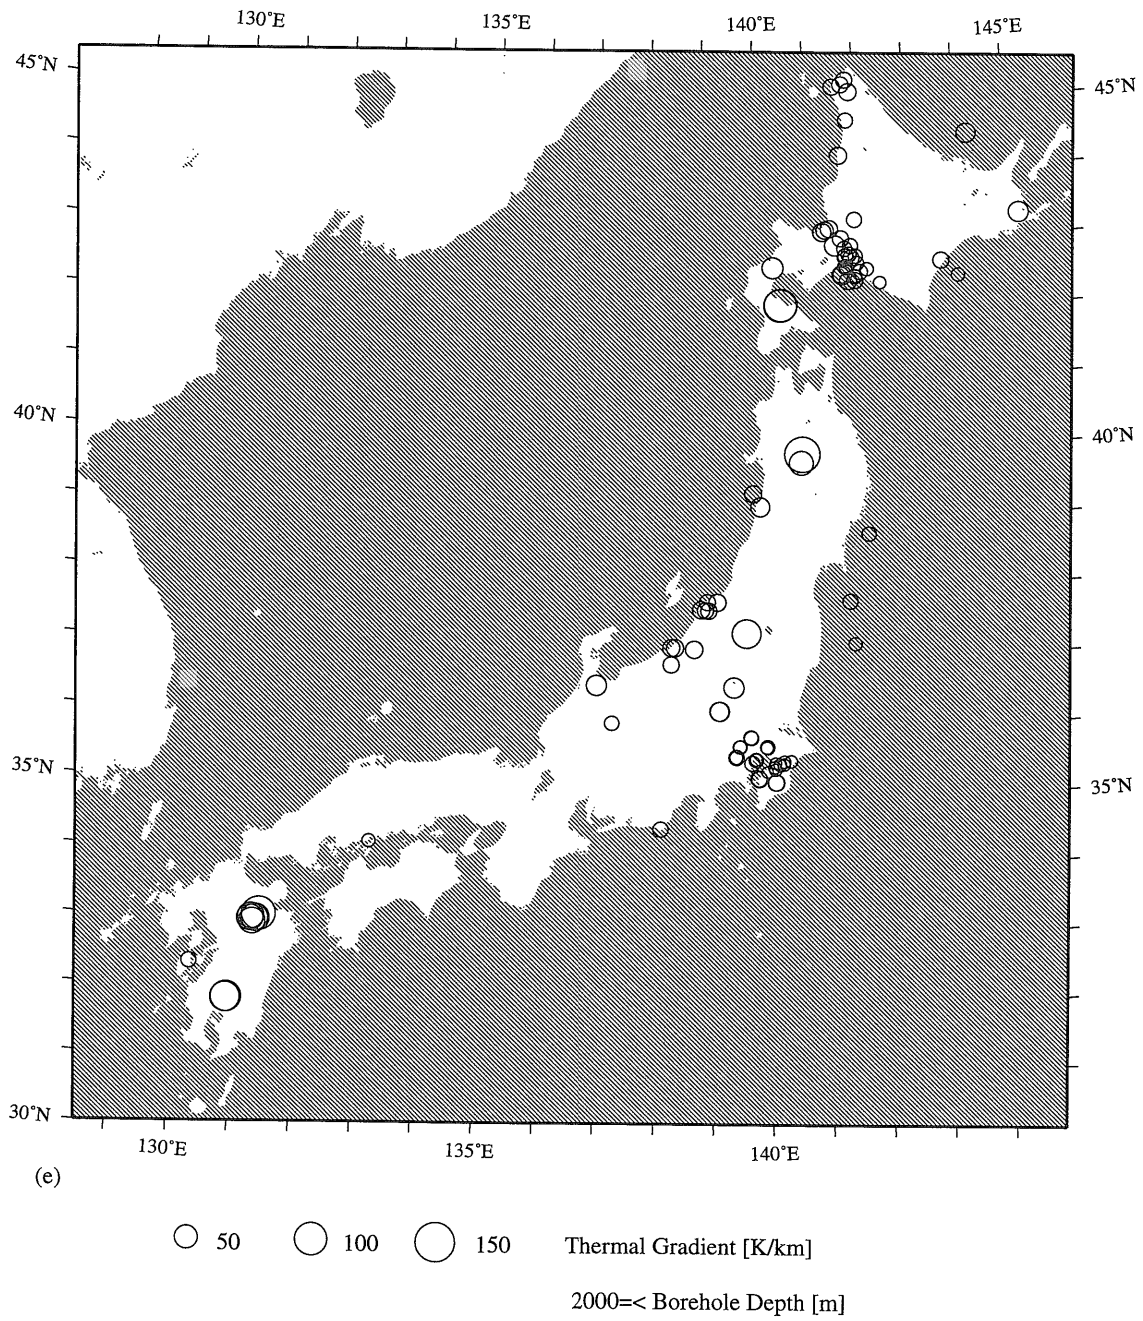 130°E 135°E 140°E 145°E
45°N 45°N
40°N 40°N
35°N 35°N
30°N
130°E 135°E 140°E
(e)
50 100 150 Thermal Gradient [K/km]
2000=< Borehole Depth [m]